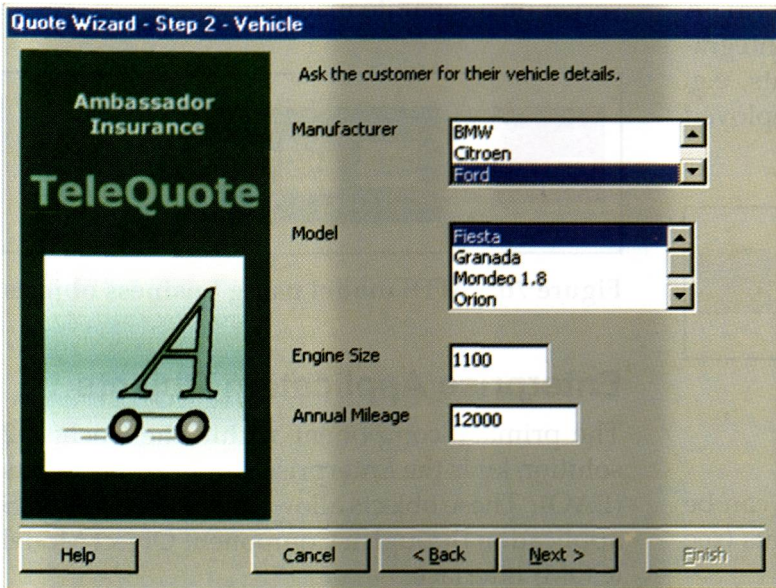 Quote Wizard - Step 2 - Vehicle
Ambassador
Insurance
TeleQuote
A
Ask the customer for their vehicle details.
Manufacturer
BMW
Citroen
Ford
Model
Fiesta
Granada
Mondeo 1.8
Orion
Engine Size
1100
Annual Mileage
12000
Help
Cancel
< Back
Next >
Finish